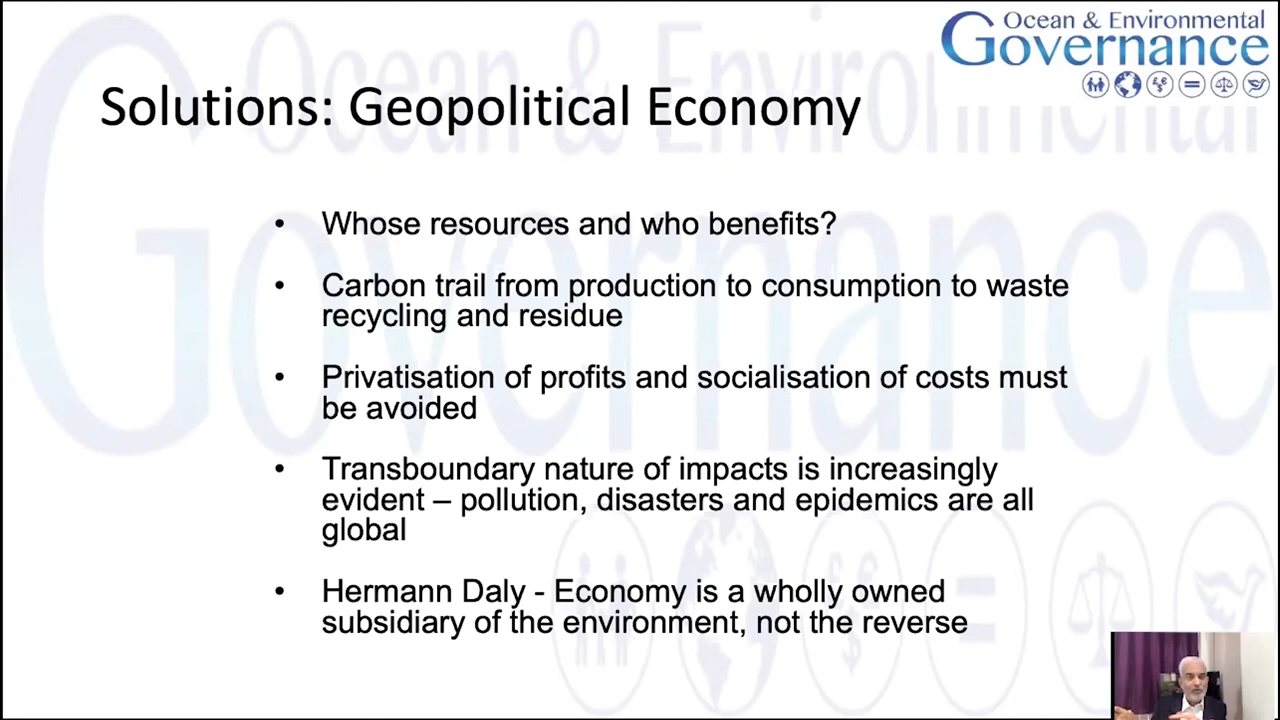 Ocean & Environmental
Governance
Solutions: Geopolitical Economy
• Whose resources and who benefits?
• Carbon trail from production to consumption to waste
recycling and residue
• Privatisation of profits and socialisation of costs must
be avoided
• Transboundary nature of impacts is increasingly
evident – pollution, disasters and epidemics are all
global
• Hermann Daly - Economy is a wholly owned
subsidiary of the environment, not the reverse
Ocean & Environmental
Governance